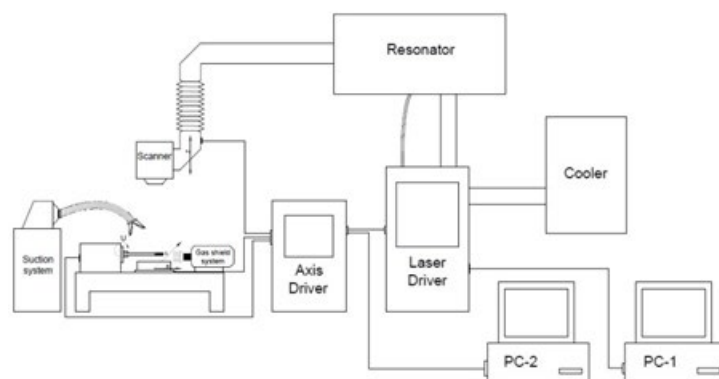 Resonator
Scanner
Cooler
Suction
system
Gas shield
system
Axis
Driver
Laser
Driver
PC-2
PC-1